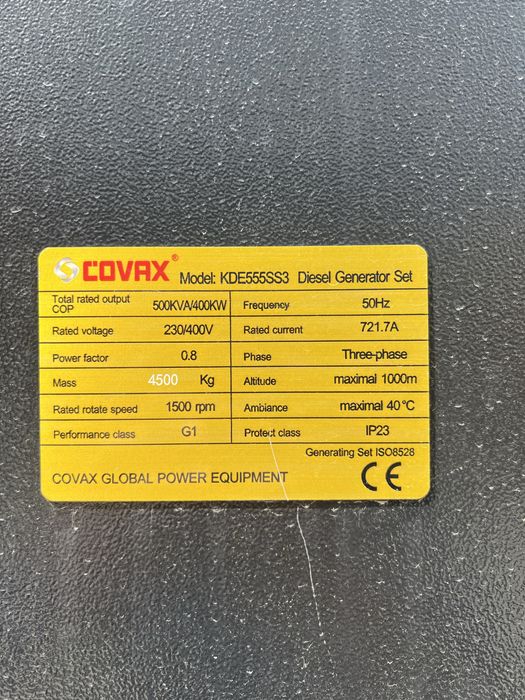 COVAX® Model: KDE555SS3 Diesel Generator Set
Total rated output COP 500KVA/400KW Frequency 50Hz
Rated voltage 230/400V Rated current 721.7A
Power factor 0.8 Phase Three-phase
Mass 4500 Kg Altitude maximal 1000m
Rated rotate speed 1500 rpm Ambiance maximal 40°C
Performance class G1 Protect class IP23
Generating Set ISO8528
COVAX GLOBAL POWER EQUIPMENT CE